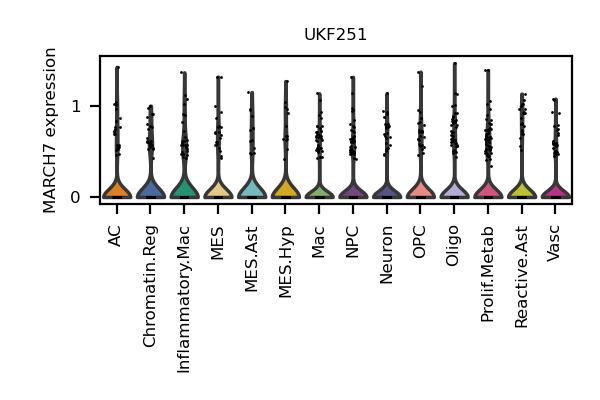 UKF251
MARCH7 expression
1
0
AC
Chromatin.Reg
Inflammatory.Mac
MES
MES.Ast
MES.Hyp
Mac
NPC
Neuron
OPC
Oligo
Prolif.Metab
Reactive.Ast
Vasc